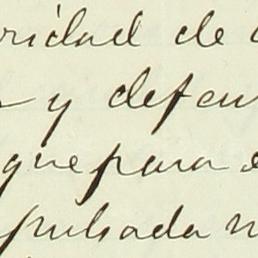 ridad de
y defen
que para
pulsada